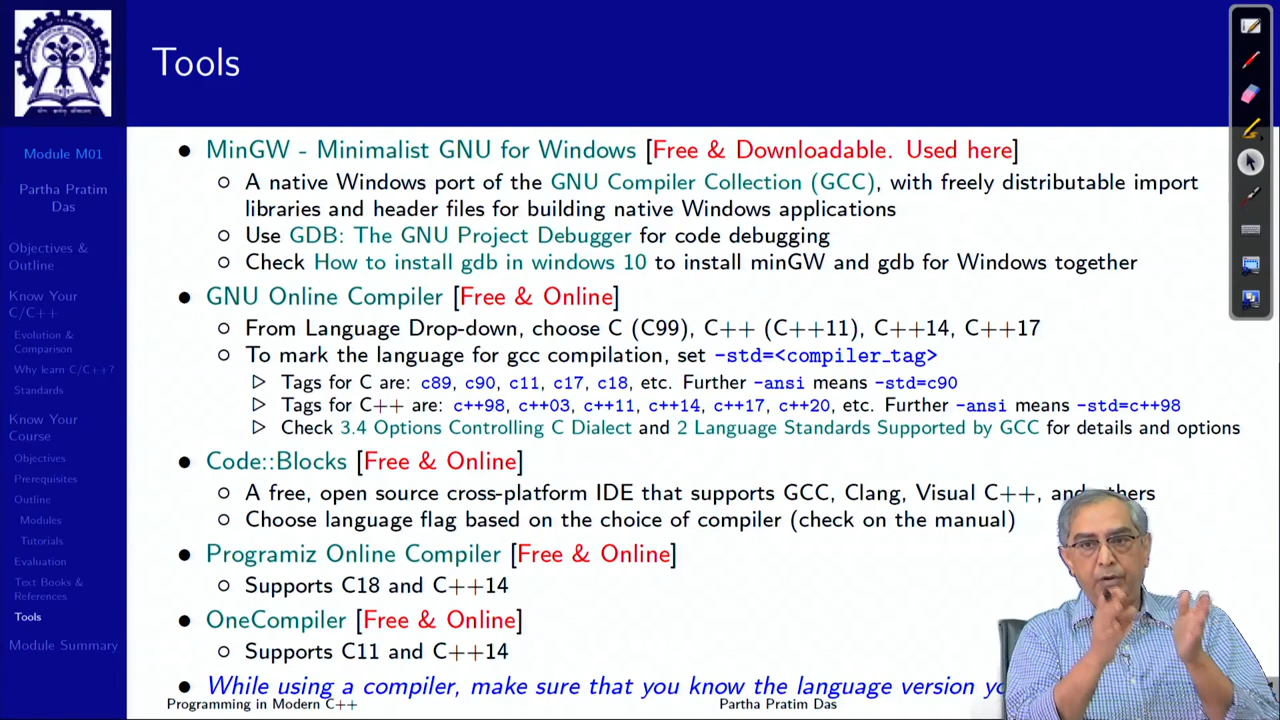 Tools
Module M01
Partha Pratim
Das
Objectives &
Outline
Know Your
C/C++
Evolution &
Comparison
Why learn C/C++?
Standards
Know Your
Course
Objectives
Prerequisites
Outline
Modules
Tutorials
Evaluation
Text Books &
References
Tools
Module Summary
● MinGW - Minimalist GNU for Windows [Free & Downloadable. Used here]
○ A native Windows port of the GNU Compiler Collection (GCC), with freely distributable import
libraries and header files for building native Windows applications
○ Use GDB: The GNU Project Debugger for code debugging
○ Check How to install gdb in windows 10 to install minGW and gdb for Windows together
● GNU Online Compiler [Free & Online]
○ From Language Drop-down, choose C (C99), C++ (C++11), C++14, C++17
○ To mark the language for gcc compilation, set -std=<compiler_tag>
▷ Tags for C are: c89, c90, c11, c17, c18, etc. Further -ansi means -std=c90
▷ Tags for C++ are: c++98, c++03, c++11, c++14, c++17, c++20, etc. Further -ansi means -std=c++98
▷ Check 3.4 Options Controlling C Dialect and 2 Language Standards Supported by GCC for details and options
● Code::Blocks [Free & Online]
○ A free, open source cross-platform IDE that supports GCC, Clang, Visual C++, and others
○ Choose language flag based on the choice of compiler (check on the manual)
● Programiz Online Compiler [Free & Online]
○ Supports C18 and C++14
● OneCompiler [Free & Online]
○ Supports C11 and C++14
● While using a compiler, make sure that you know the language version
Programming in Modern C++
Partha Pratim Das